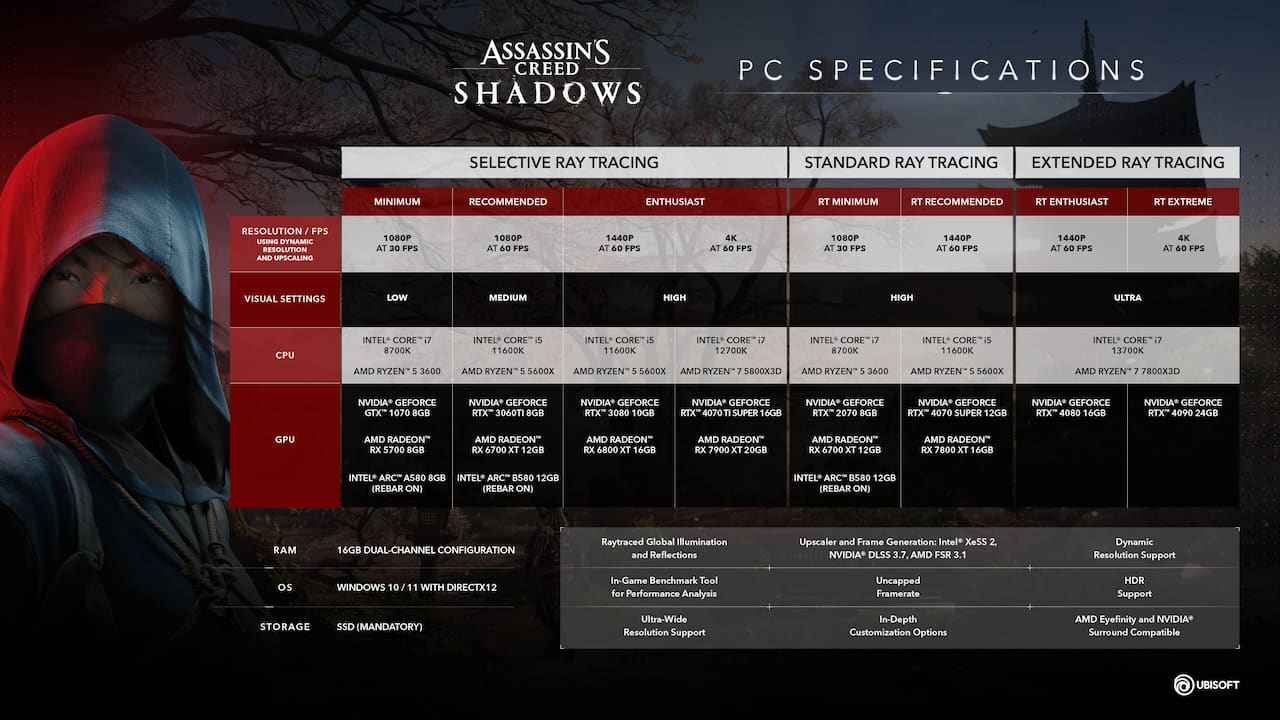 ASSASSIN'S
CREED
SHADOWS
PC SPECIFICATIONS
SELECTIVE RAY TRACING
STANDARD RAY TRACING
EXTENDED RAY TRACING
MINIMUM
RECOMMENDED
ENTHUSIAST
RT MINIMUM
RT RECOMMENDED
RT ENTHUSIAST
RT EXTREME
RESOLUTION / FPS
USING DYNAMIC
RESOLUTION
AND UPSCALING
1080P
AT 30 FPS
1080P
AT 60 FPS
1440P
AT 60 FPS
4K
AT 60 FPS
1080P
AT 30 FPS
1440P
AT 60 FPS
1440P
AT 60 FPS
4K
AT 60 FPS
VISUAL SETTINGS
LOW
MEDIUM
HIGH
HIGH
ULTRA
CPU
INTEL® CORE™ i7
8700K
AMD RYZEN™ 5 3600
INTEL® CORE™ i5
11600K
AMD RYZEN™ 5 5600X
INTEL® CORE™ i5
11600K
AMD RYZEN™ 5 5600X
INTEL® CORE™ i7
12700K
AMD RYZEN™ 7 5800X3D
INTEL® CORE™ i7
8700K
AMD RYZEN™ 5 3600
INTEL® CORE™ i5
11600K
AMD RYZEN™ 5 5600X
INTEL® CORE™ i7
13700K
AMD RYZEN™ 7 7800X3D
GPU
NVIDIA® GEFORCE
GTX™ 1070 8GB
AMD RADEON™
RX 5700 8GB
INTEL® ARC™ A580 8GB
(REBAR ON)
NVIDIA® GEFORCE
RTX™ 3060TI 8GB
AMD RADEON™
RX 6700 XT 12GB
INTEL® ARC™ B580 12GB
(REBAR ON)
NVIDIA® GEFORCE
RTX™ 3080 10GB
AMD RADEON™
RX 6800 XT 16GB
NVIDIA® GEFORCE
RTX™ 4070 TI SUPER 16GB
AMD RADEON™
RX 7900 XT 20GB
NVIDIA® GEFORCE
RTX™ 2070 8GB
AMD RADEON™
RX 6700 XT 12GB
INTEL® ARC™ B580 12GB
(REBAR ON)
NVIDIA® GEFORCE
RTX™ 4070 SUPER 12GB
AMD RADEON™
RX 7800 XT 16GB
NVIDIA® GEFORCE
RTX™ 4080 16GB
NVIDIA® GEFORCE
RTX™ 4090 24GB
RAM
16GB DUAL-CHANNEL CONFIGURATION
OS
WINDOWS 10 / 11 WITH DIRECTX12
STORAGE
SSD (MANDATORY)
Raytraced Global Illumination
and Reflections
Upscaler and Frame Generation: Intel® XeSS 2,
NVIDIA® DLSS 3.7, AMD FSR 3.1
Dynamic
Resolution Support
In-Game Benchmark Tool
for Performance Analysis
Uncapped
Framerate
HDR
Support
Ultra-Wide
Resolution Support
In-Depth
Customization Options
AMD Eyefinity and NVIDIA®
Surround Compatible
UBISOFT